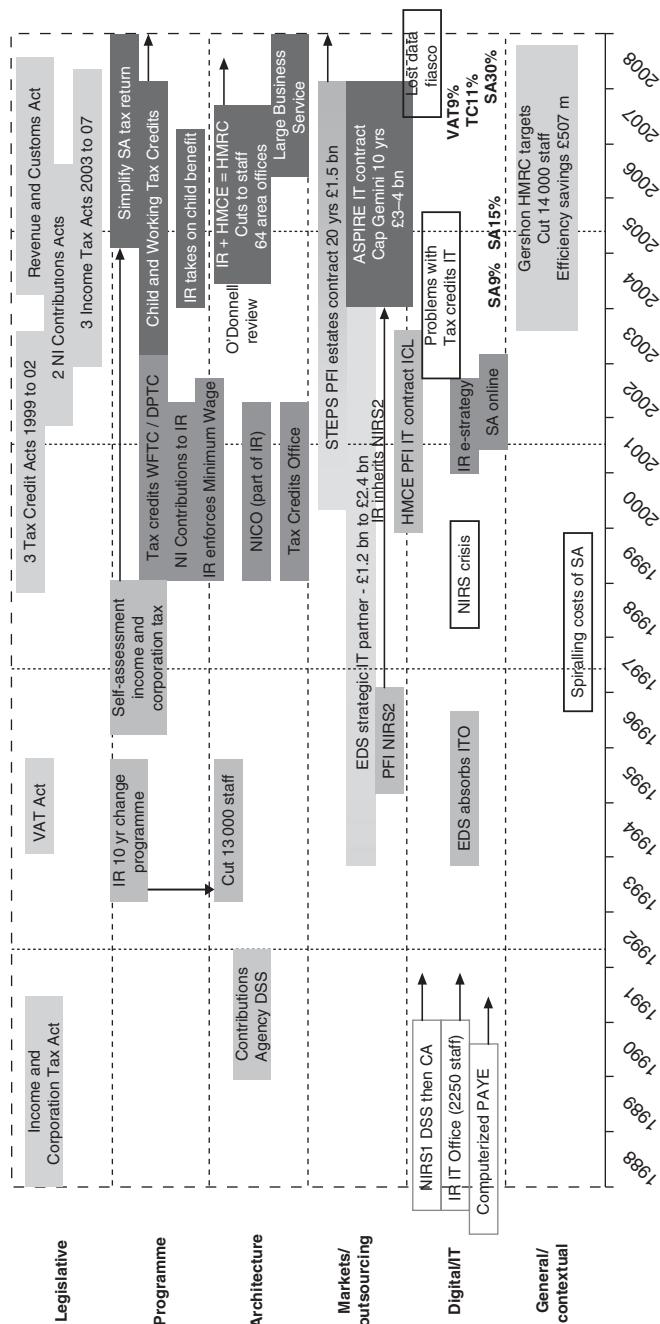 Legislative
Income and
Corporation Tax Act
VAT Act
3 Tax Credit Acts 1999 to 02
Revenue and Customs Act
2 NI Contributions Acts
3 Income Tax Acts 2003 to 07
Programme
IR 10 yr change
programme
Self-assessment
income and
corporation tax
Simplify SA tax return
Tax credits WFTC / DPTC
Child and Working Tax Credits
NI Contributions to IR
IR takes on child benefit
IR enforces Minimum Wage
Architecture
Contributions
Agency DSS
Cut 13 000 staff
NICO (part of IR)
Tax Credits Office
O'Donnell
review
IR + HMCE = HMRC
Cuts to staff
64 area offices
Large Business
Service
Markets/
outsourcing
STEPS PFI estates contract 20 yrs £1.5 bn
EDS strategic IT partner - £1.2 bn to £2.4 bn
ASPIRE IT contract
Cap Gemini 10 yrs
£3–4 bn
PFI NIRS2
IR inherits NIRS2
HMCE PFI IT contract ICL
Digital/IT
NIRS1 DSS then CA
IR IT Office (2250 staff)
Computerized PAYE
EDS absorbs ITO
NIRS crisis
IR e-strategy
SA online
Problems with
Tax credits IT
Lost data
fiasco
SA9%
SA15%
VAT9%
TC11%
SA30%
General/
contextual
Spiralling costs of SA
Gershon HMRC targets
Cut 14 000 staff
Efficiency savings £507 m
1988
1989
1990
1991
1992
1993
1994
1995
1996
1997
1998
1999
2000
2001
2002
2003
2004
2005
2006
2007
2008